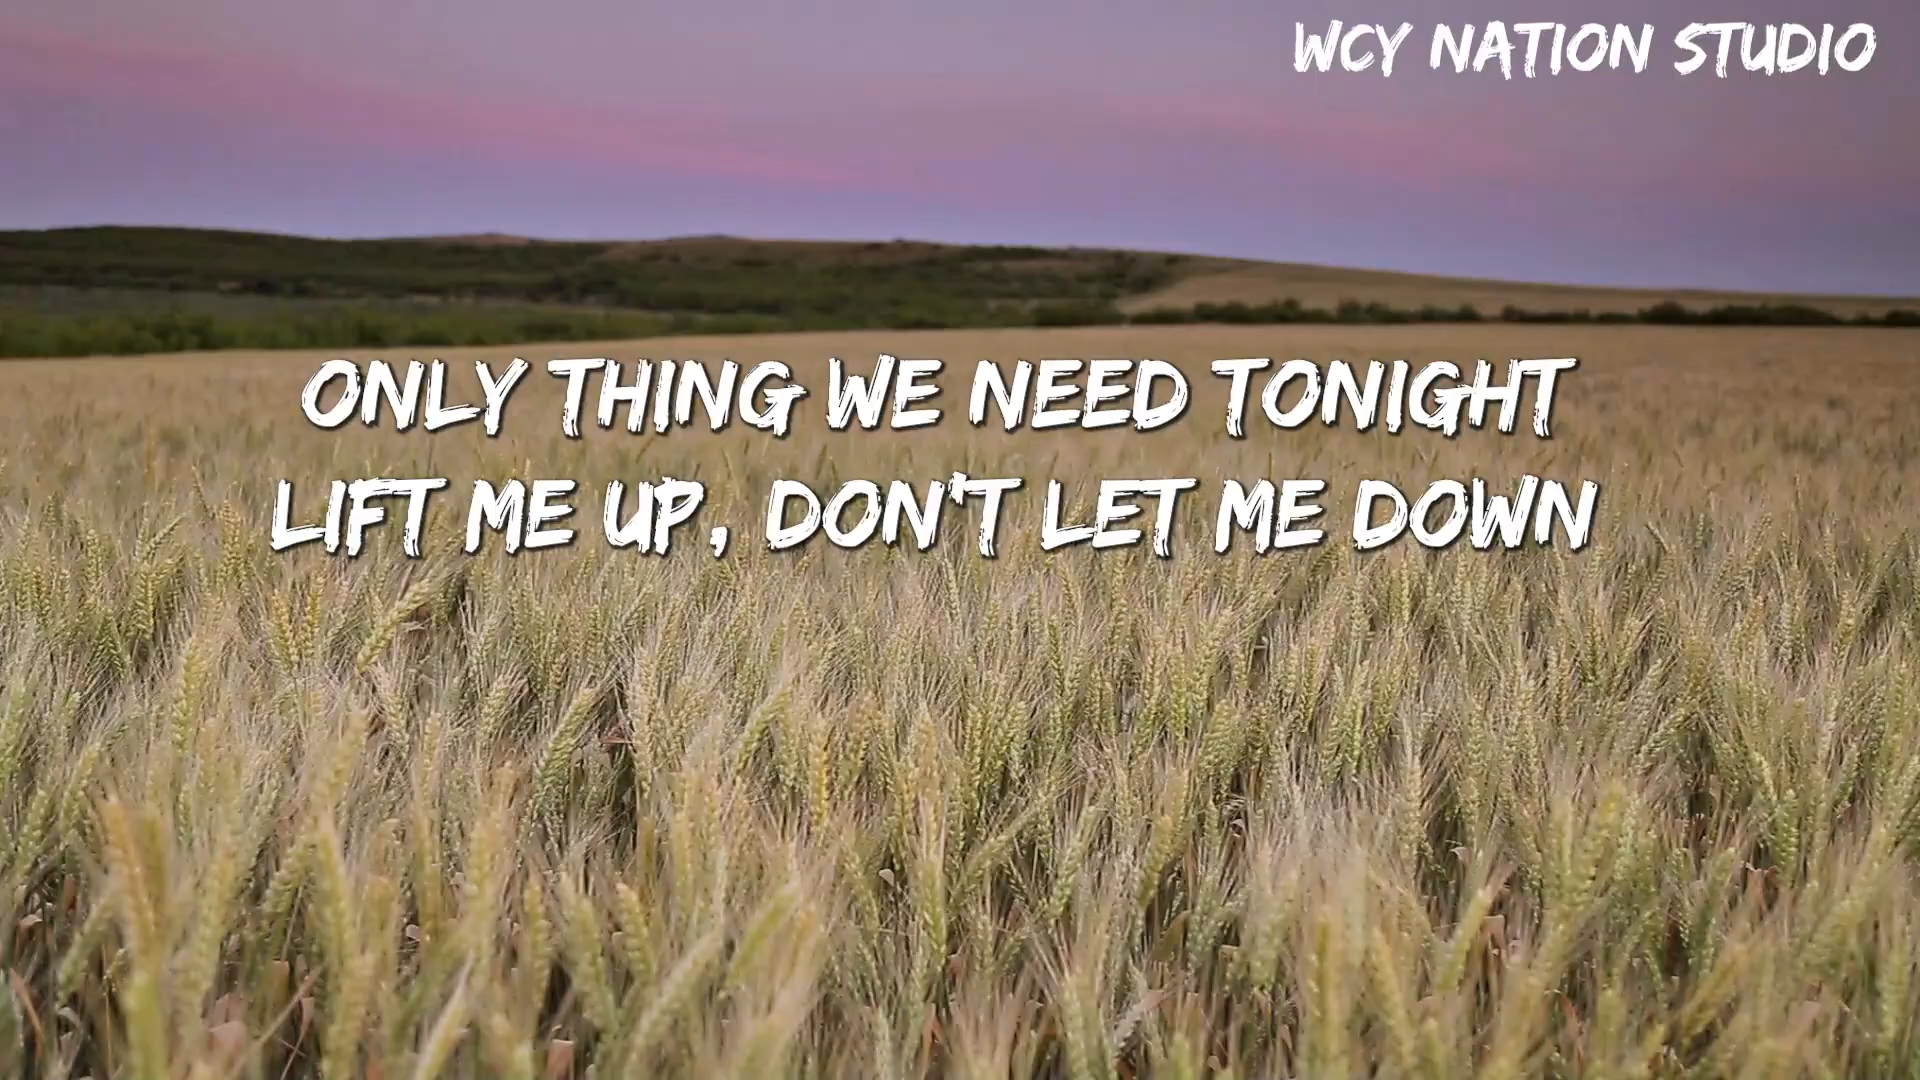 WCY NATION STUDIO
ONLY THING WE NEED TONIGHT
LIFT ME UP, DON'T LET ME DOWN